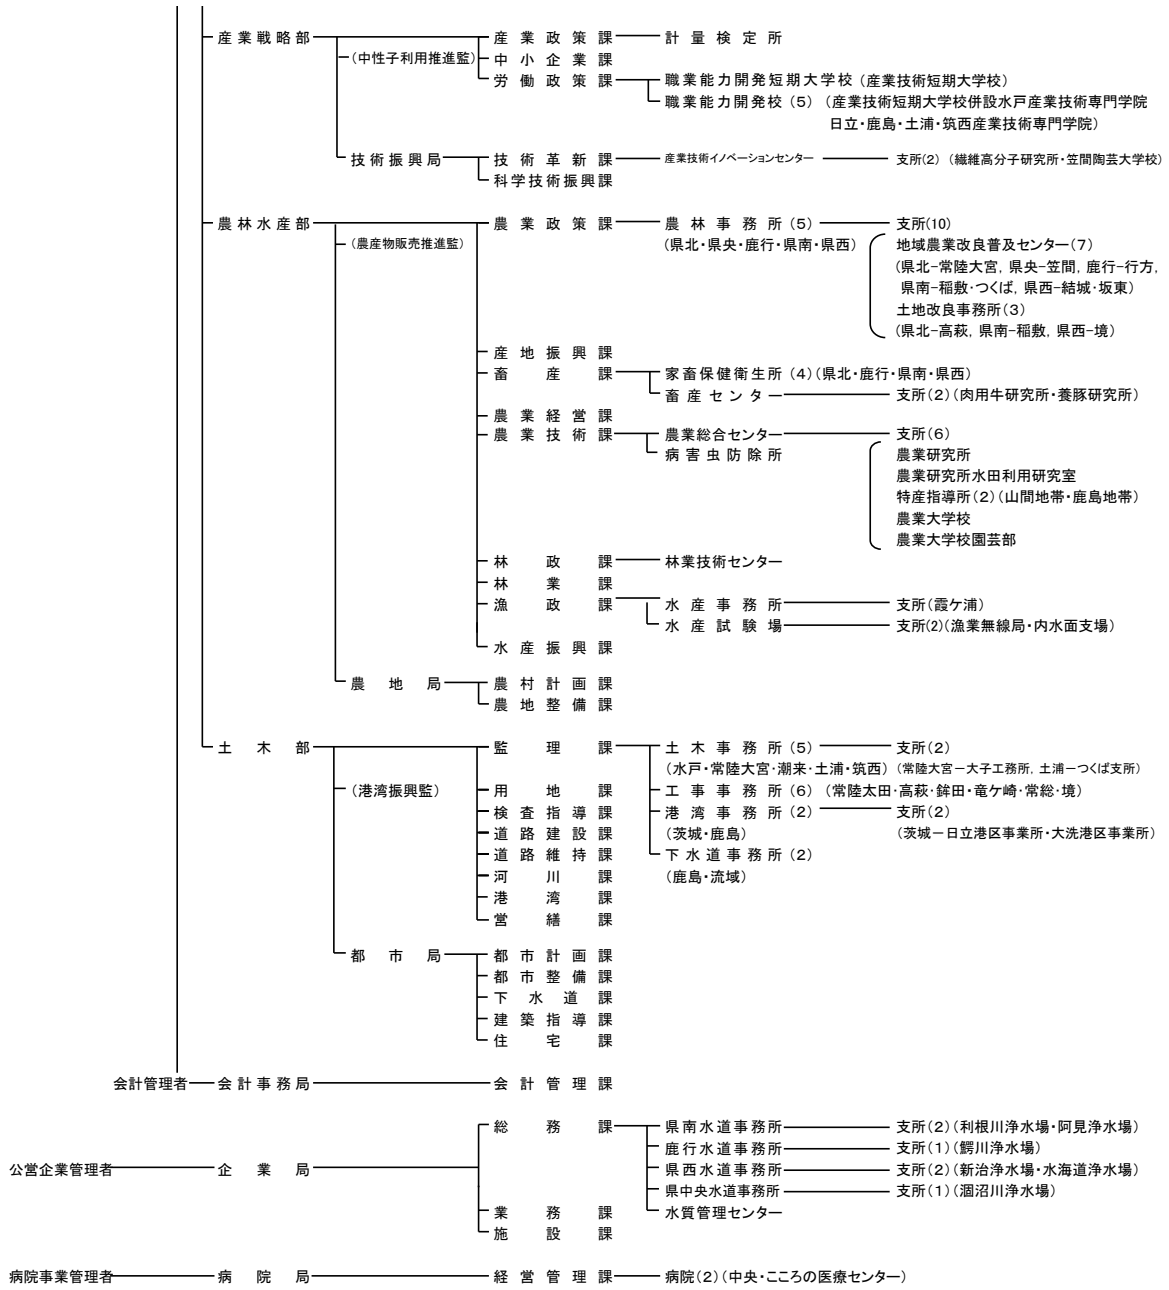 産業戦略部 産業政策課 計量検定所
(中性子利用推進監) 中小企業課
労働政策課 職業能力開発短期大学校 (産業技術短期大学校)
職業能力開発校 (5) (産業技術短期大学校併設水戸産業技術専門学院
日立・鹿島・土浦・筑西産業技術専門学院)
技術振興局 技術革新課 産業技術イノベーションセンター 支所(2) (繊維高分子研究所・笠間陶芸大学校)
科学技術振興課
農林水産部 農業政策課 農林事務所 (5) 支所(10)
(農産物販売推進監) (県北・県央・鹿行・県南・県西) 地域農業改良普及センター(7)
(県北-常陸大宮, 県央-笠間, 鹿行-行方,
県南-稲敷・つくば, 県西-結城・坂東)
土地改良事務所(3)
(県北-高萩, 県南-稲敷, 県西-境)
産地振興課
畜産課 家畜保健衛生所 (4) (県北・鹿行・県南・県西)
畜産センター 支所(2) (肉用牛研究所・養豚研究所)
農業経営課
農業技術課 農業総合センター 支所(6)
病害虫防除所 農業研究所
農業研究所水田利用研究室
特産指導所(2) (山間地帯・鹿島地帯)
農業大学校
農業大学校園芸部
林政課 林業技術センター
林業課
漁政課 水産事務所 支所(霞ケ浦)
水産試験場 支所(2)(漁業無線局・内水面支場)
水産振興課
農地局 農村計画課
農地整備課
土木部 監理課 土木事務所 (5) 支所(2)
(水戸・常陸大宮・潮来・土浦・筑西) (常陸大宮-大子工務所, 土浦-つくば支所)
(港湾振興監) 用地課 工事事務所 (6) (常陸太田・高萩・鉾田・竜ケ崎・常総・境)
検査指導課 港湾事務所 (2) 支所(2)
道路建設課 (茨城・鹿島) (茨城-日立港区事業所・大洗港区事業所)
道路維持課 下水道事務所 (2)
河川課 (鹿島・流域)
港湾課
営繕課
都市局 都市計画課
都市整備課
下水道課
建築指導課
住宅課
会計管理者 会計事務局 会計管理課
総務課 県南水道事務所 支所(2) (利根川浄水場・阿見浄水場)
鹿行水道事務所 支所(1) (鰐川浄水場)
公営企業管理者 企業局 県西水道事務所 支所(2) (新治浄水場・水海道浄水場)
県中央水道事務所 支所(1) (涸沼川浄水場)
業務課 水質管理センター
施設課
病院事業管理者 病院局 経営管理課 病院(2) (中央・こころの医療センター)